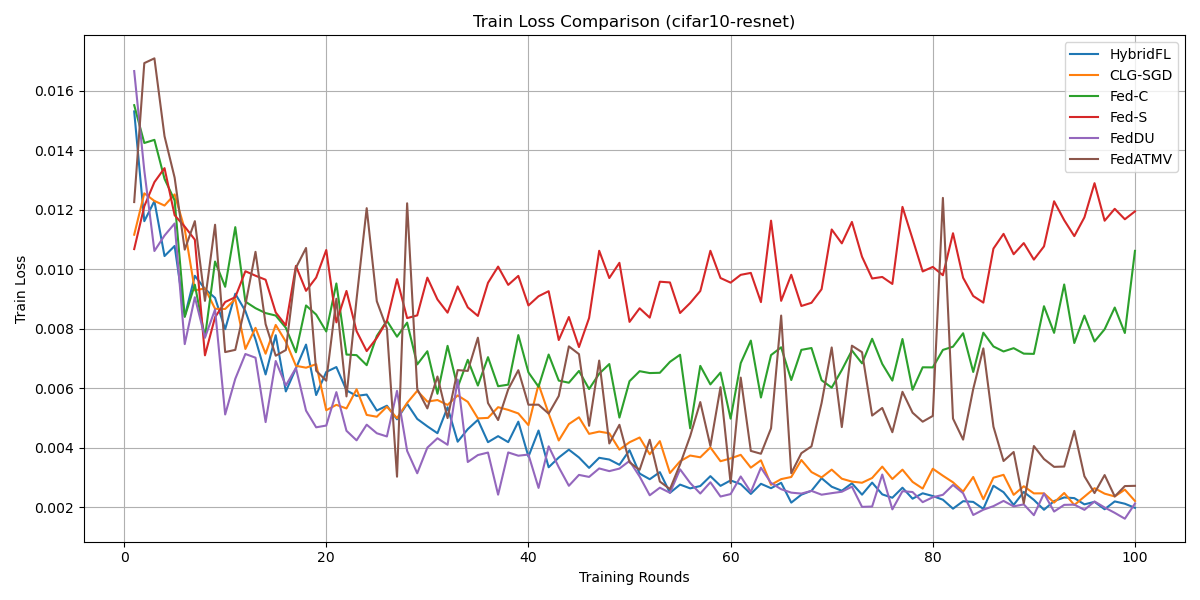 Train Loss Comparison (cifar10-resnet)
HybridFL
CLG-SGD
Fed-C
Fed-S
FedDU
FedATMV
Train Loss
0.016
0.014
0.012
0.010
0.008
0.006
0.004
0.002
0 20 40 60 80 100
Training Rounds